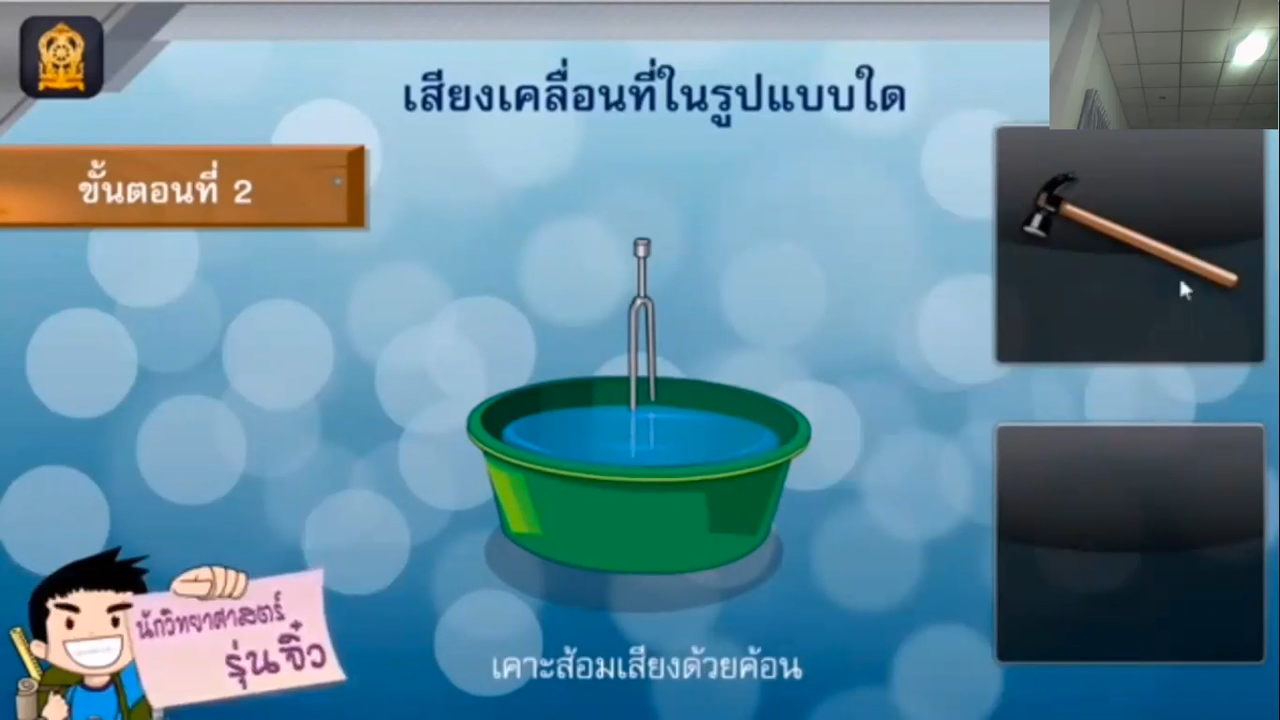 เสียงเคลื่อนที่ในรูปแบบใด
ขั้นตอนที่ 2
นักวิทยาศาสตร์
รุ่นจิ๋ว
เคาะส้อมเสียงด้วยค้อน